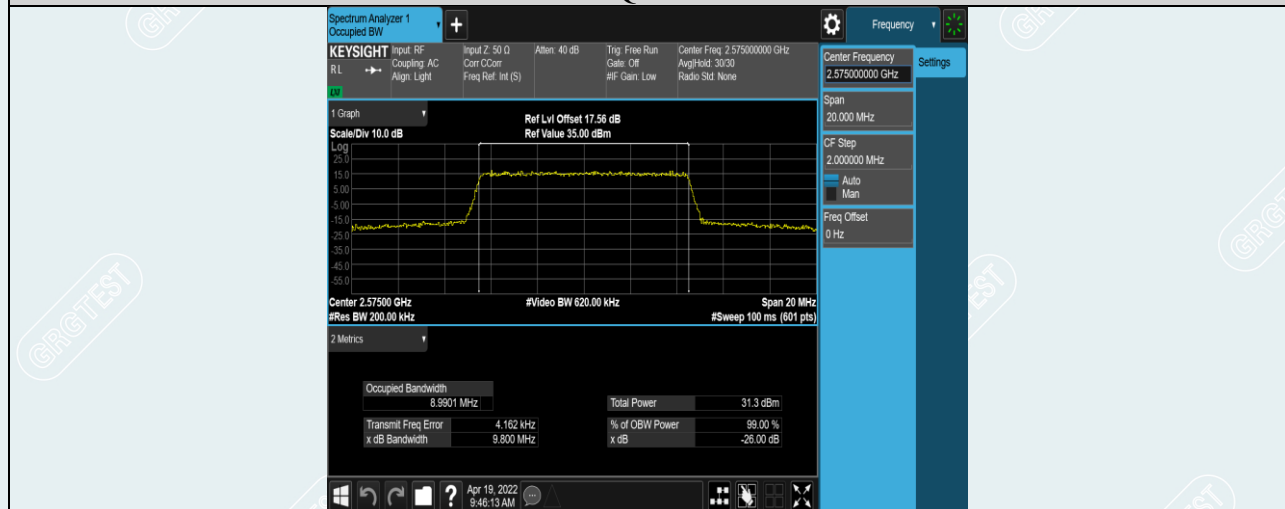 Spectrum Analyzer 1
Occupied BW
+
Frequency
KEYSIGHT
RL
LXI
Input: RF
Coupling: AC
Align: Light
Input Z: 50 Ω
Corr CCorr
Freq Ref: Int (S)
Atten: 40 dB
Trig: Free Run
Gate: Off
#IF Gain: Low
Center Freq: 2.575000000 GHz
Avg|Hold: 30/30
Radio Std: None
Center Frequency
2.575000000 GHz
Settings
Span
20.000 MHz
CF Step
2.000000 MHz
Auto
Man
Freq Offset
0 Hz
1 Graph
Scale/Div 10.0 dB
Ref Lvl Offset 17.56 dB
Ref Value 35.00 dBm
Log
25.0
15.0
5.00
-5.00
-15.0
-25.0
-35.0
-45.0
-55.0
Center 2.57500 GHz
#Video BW 620.00 kHz
Span 20 MHz
#Res BW 200.00 kHz
#Sweep 100 ms (601 pts)
2 Metrics
Occupied Bandwidth
8.9901 MHz
Total Power 31.3 dBm
Transmit Freq Error 4.162 kHz
% of OBW Power 99.00 %
x dB Bandwidth 9.800 MHz
x dB -26.00 dB
?
Apr 19, 2022
9:46:13 AM
GRGTEST
GRGTEST
GRGTEST